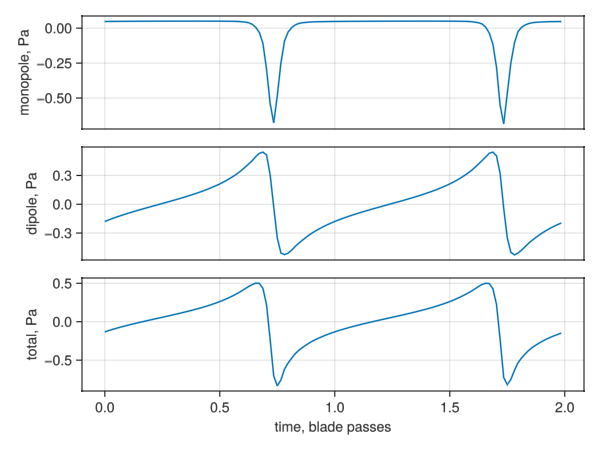 0.00
−0.25
−0.50
monopole, Pa
0.3
0.0
−0.3
dipole, Pa
0.5
0.0
−0.5
total, Pa
0.0 0.5 1.0 1.5 2.0
time, blade passes